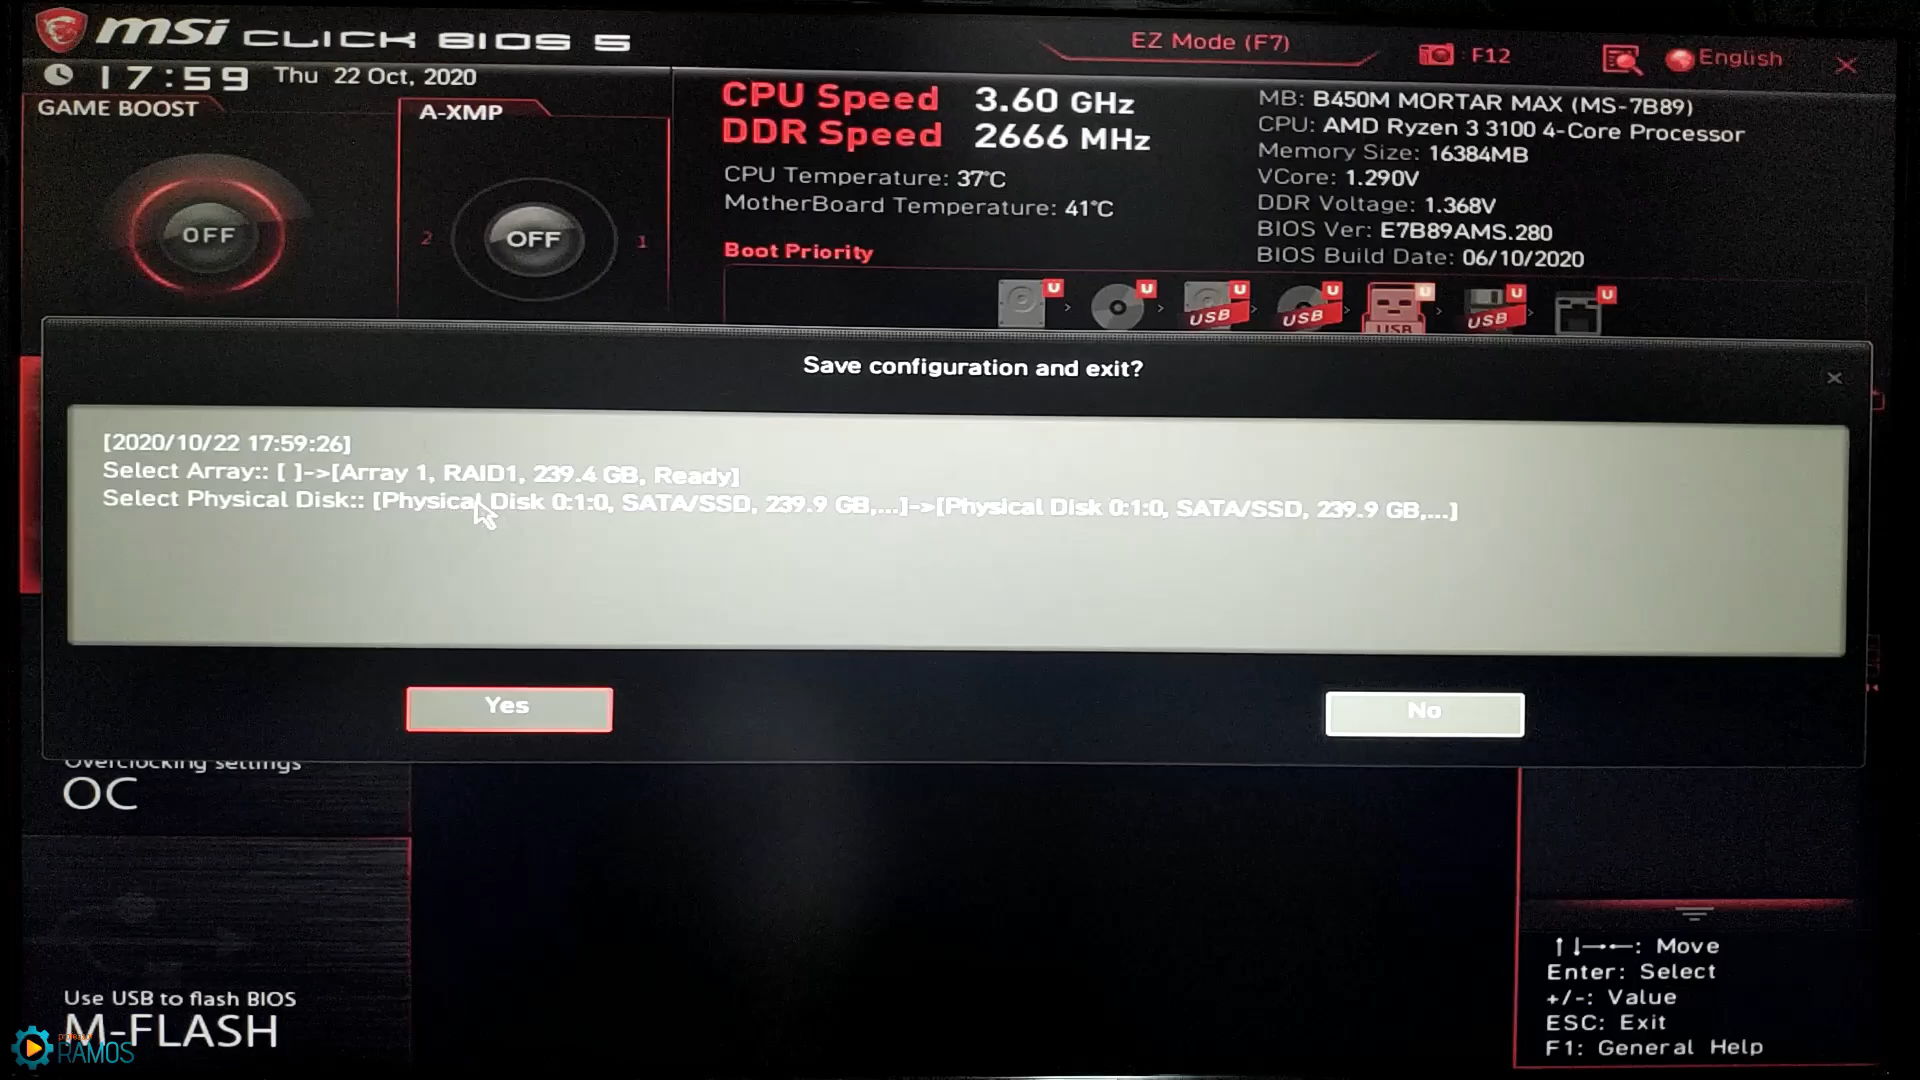 msi CLICK BIOS 5
EZ Mode (F7)
F12
English
17:59 Thu 22 Oct, 2020
GAME BOOST
OFF
A-XMP
2
OFF
1
CPU Speed 3.60 GHz
DDR Speed 2666 MHz
CPU Temperature: 37°C
MotherBoard Temperature: 41°C
MB: B450M MORTAR MAX (MS-7B89)
CPU: AMD Ryzen 3 3100 4-Core Processor
Memory Size: 16384MB
VCore: 1.290V
DDR Voltage: 1.368V
BIOS Ver: E7B89AMS.280
BIOS Build Date: 06/10/2020
Boot Priority
U U U U U U U
USB USB USB USB
Save configuration and exit?
[2020/10/22 17:59:26]
Select Array:: [ ]->[Array 1, RAID1, 239.4 GB, Ready]
Select Physical Disk:: [Physical Disk 0:1:0, SATA/SSD, 239.9 GB,...]->[Physical Disk 0:1:0, SATA/SSD, 239.9 GB,...]
Yes
No
Overclocking settings
OC
Use USB to flash BIOS
M-FLASH
RAMOS
↑↓→←: Move
Enter: Select
+/-: Value
ESC: Exit
F1: General Help